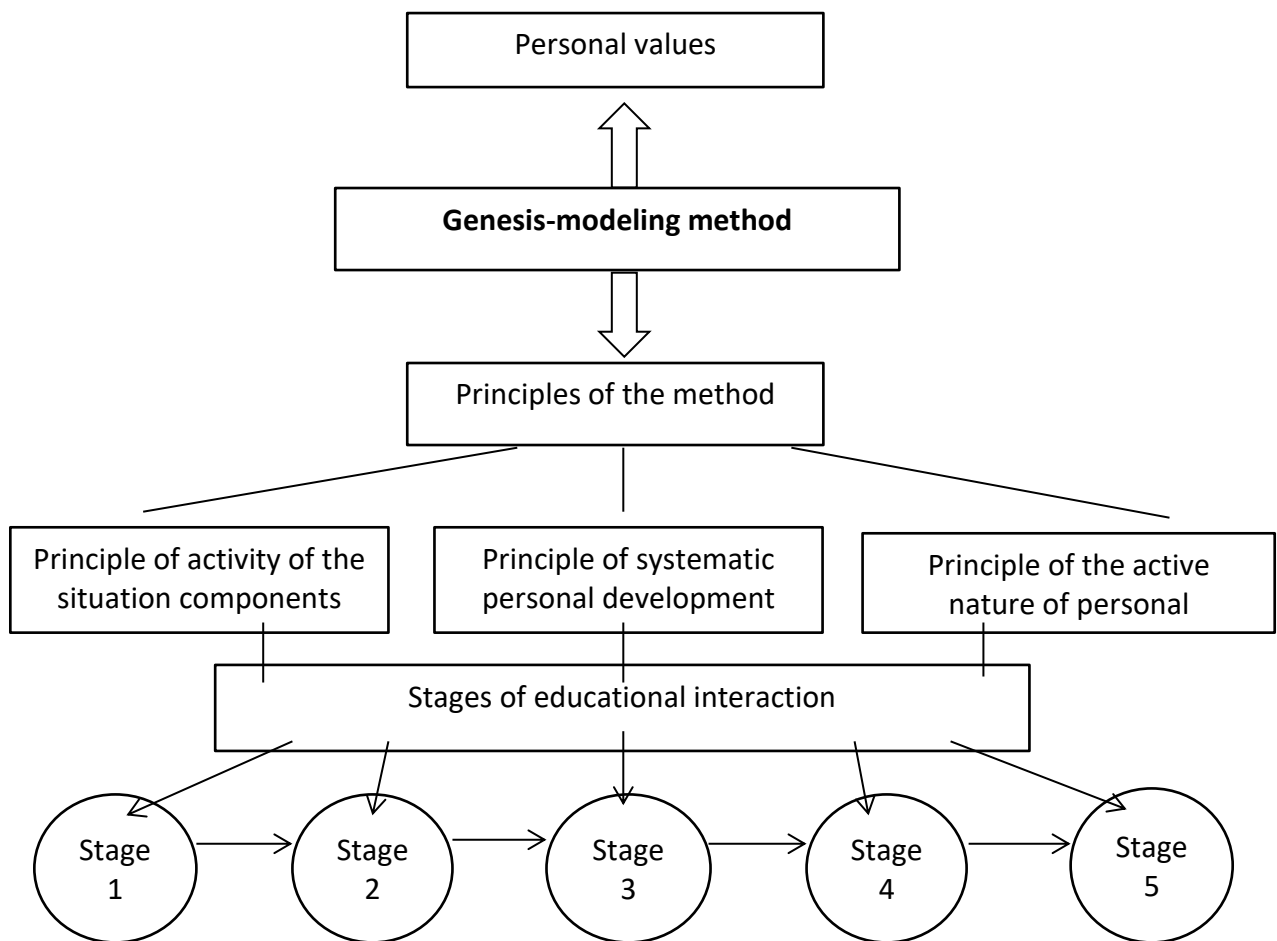 Personal values
Genesis-modeling method
Principles of the method
Principle of activity of the
situation components
Principle of systematic
personal development
Principle of the active
nature of personal
Stages of educational interaction
Stage
1
Stage
2
Stage
3
Stage
4
Stage
5